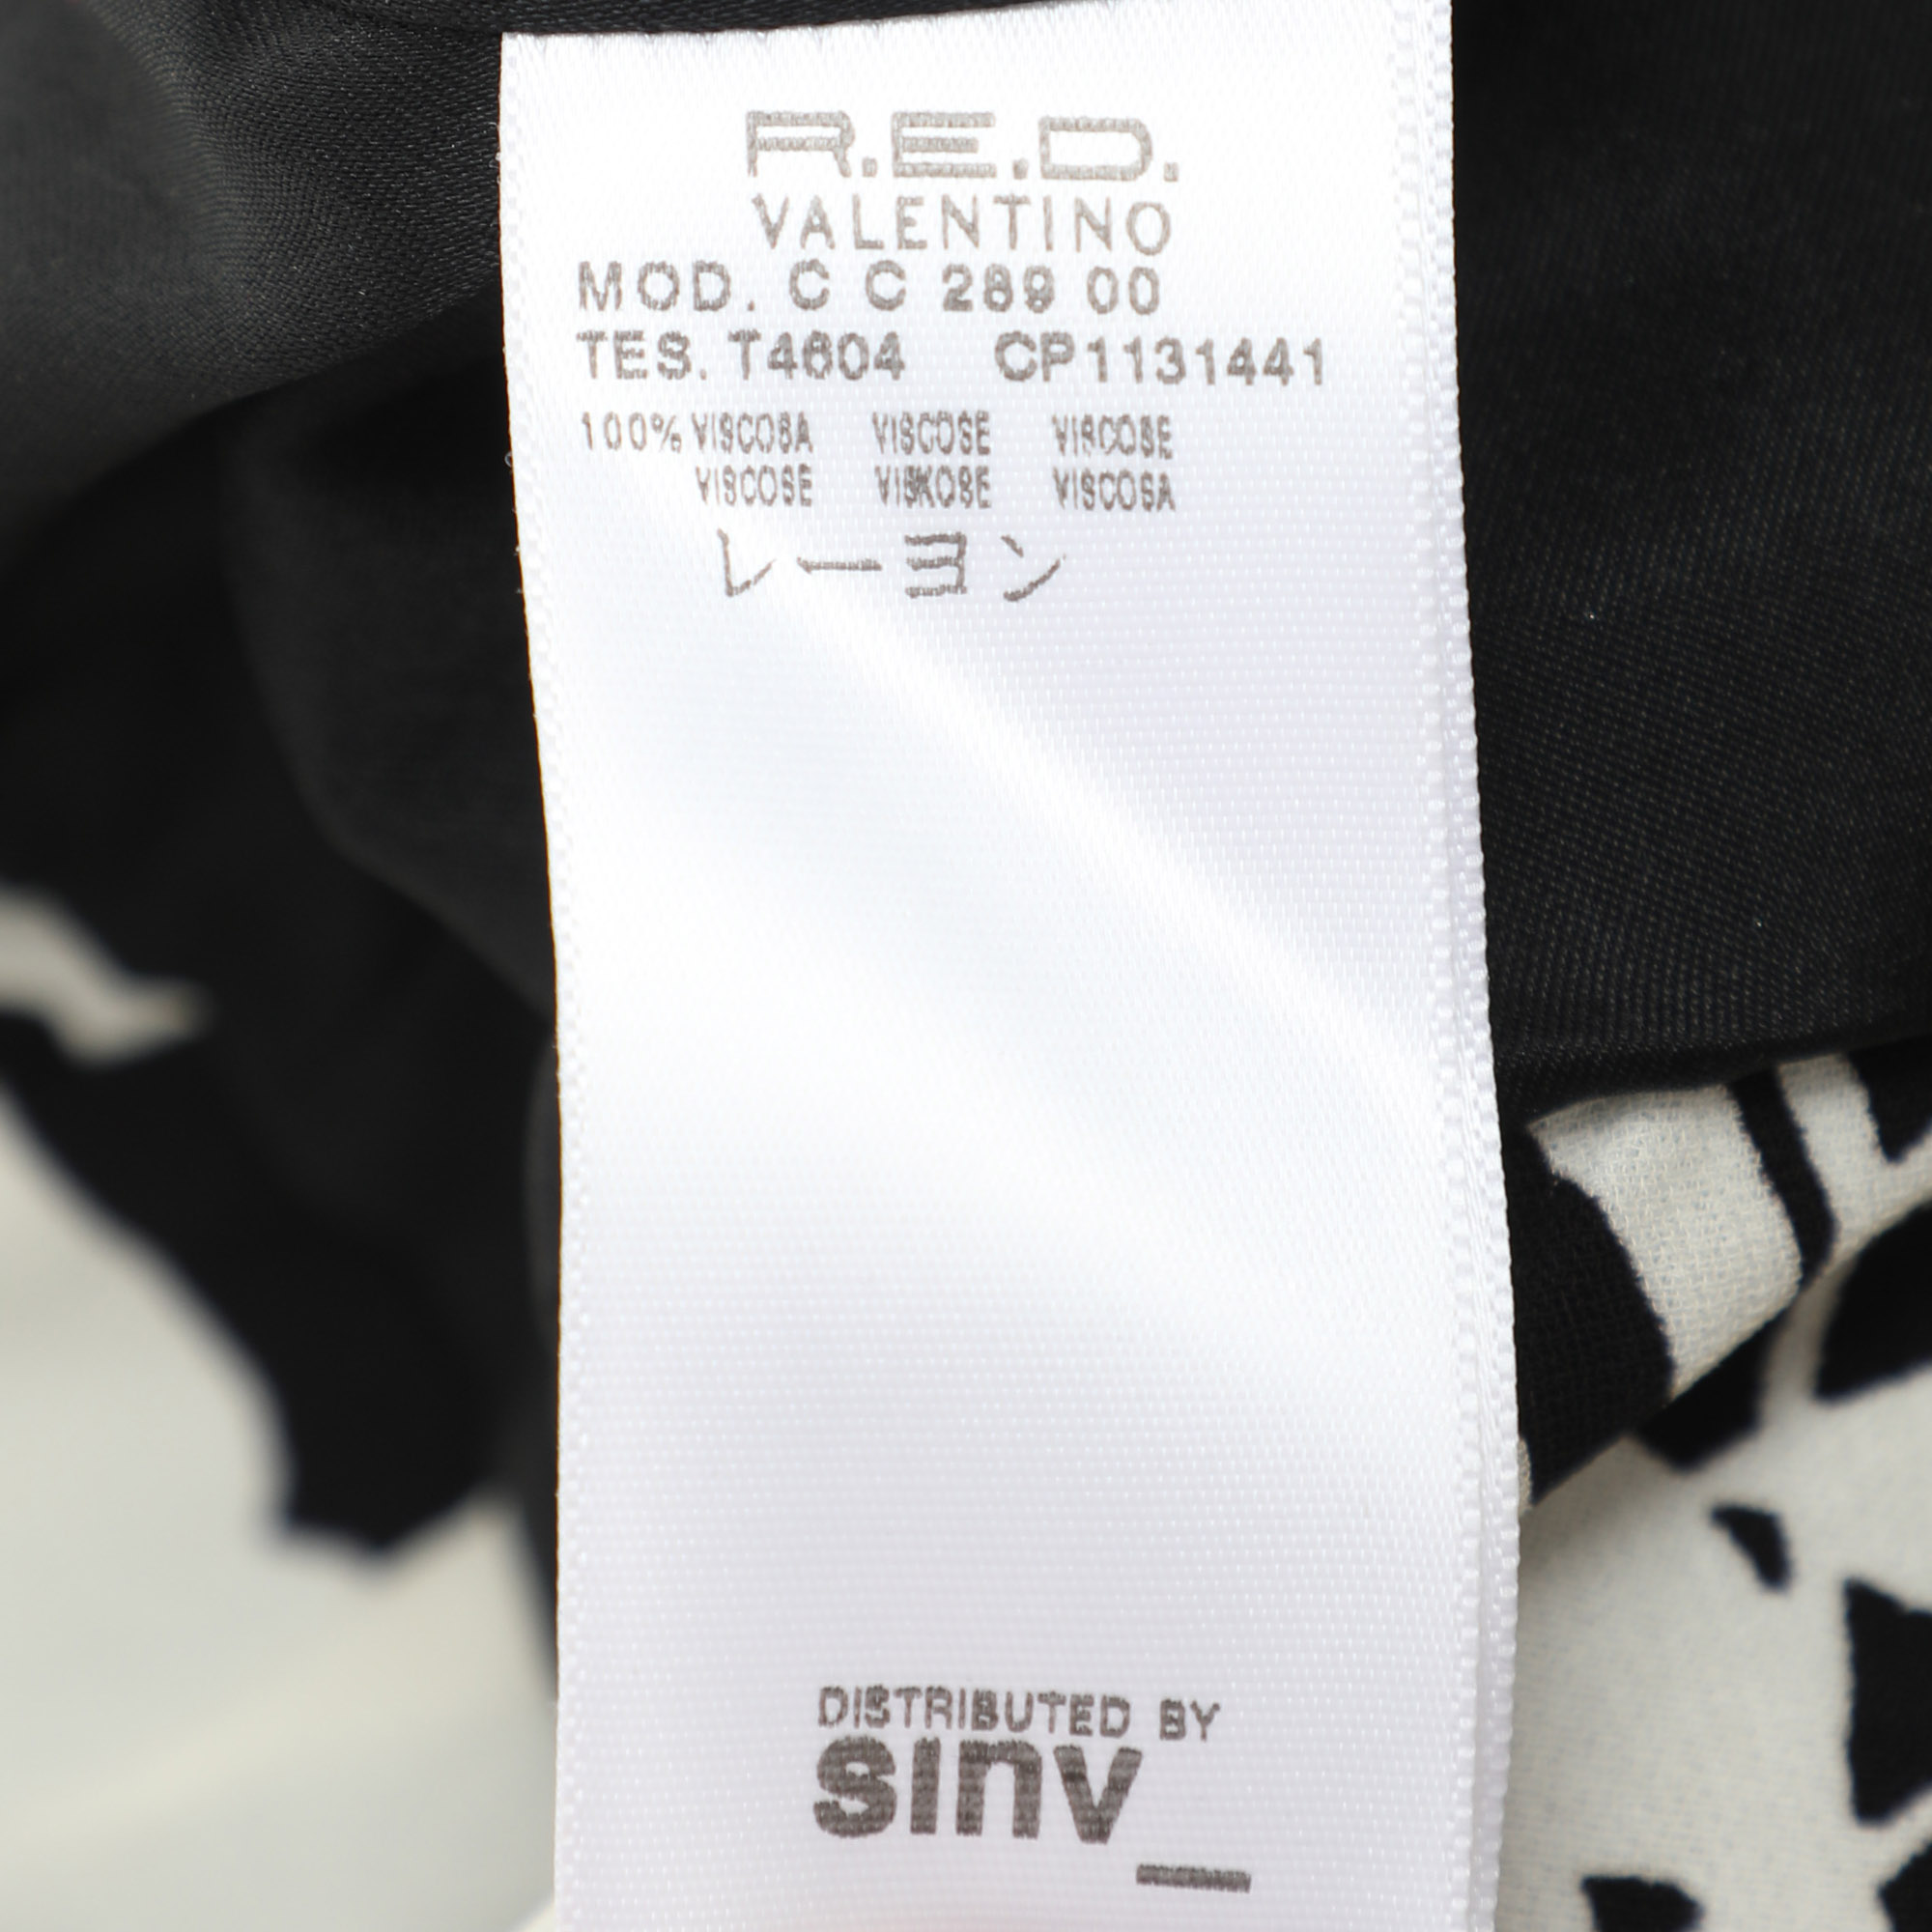 R.E.D.
VALENTINO
MOD. C C 289 00
TES. T4604 CP1131441
100% VISCOSA VISCOSE VISCOSE
VISCOSE VISKOSE VISCOSA
レーヨン
DISTRIBUTED BY
sinv_